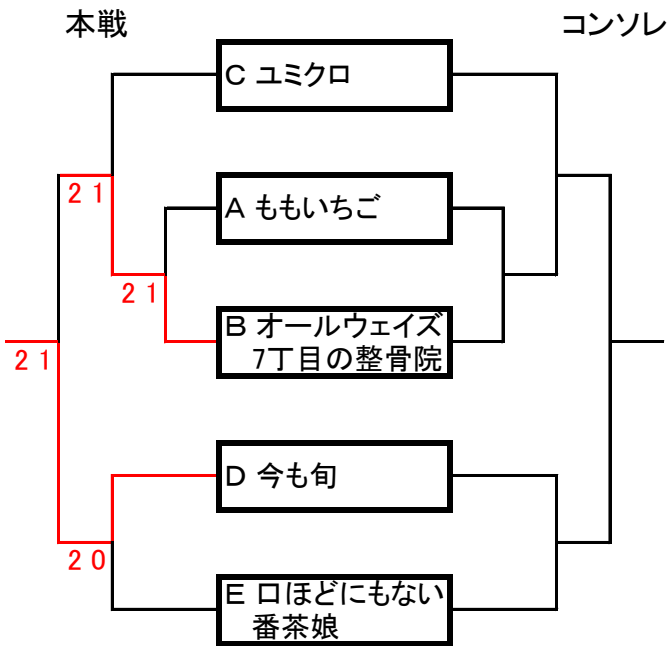 本戦
コンソレ
C ユミクロ
21
A ももいちご
21
B オールウェイズ
7丁目の整骨院
21
D 今も旬
20
E 口ほどにもない
番茶娘